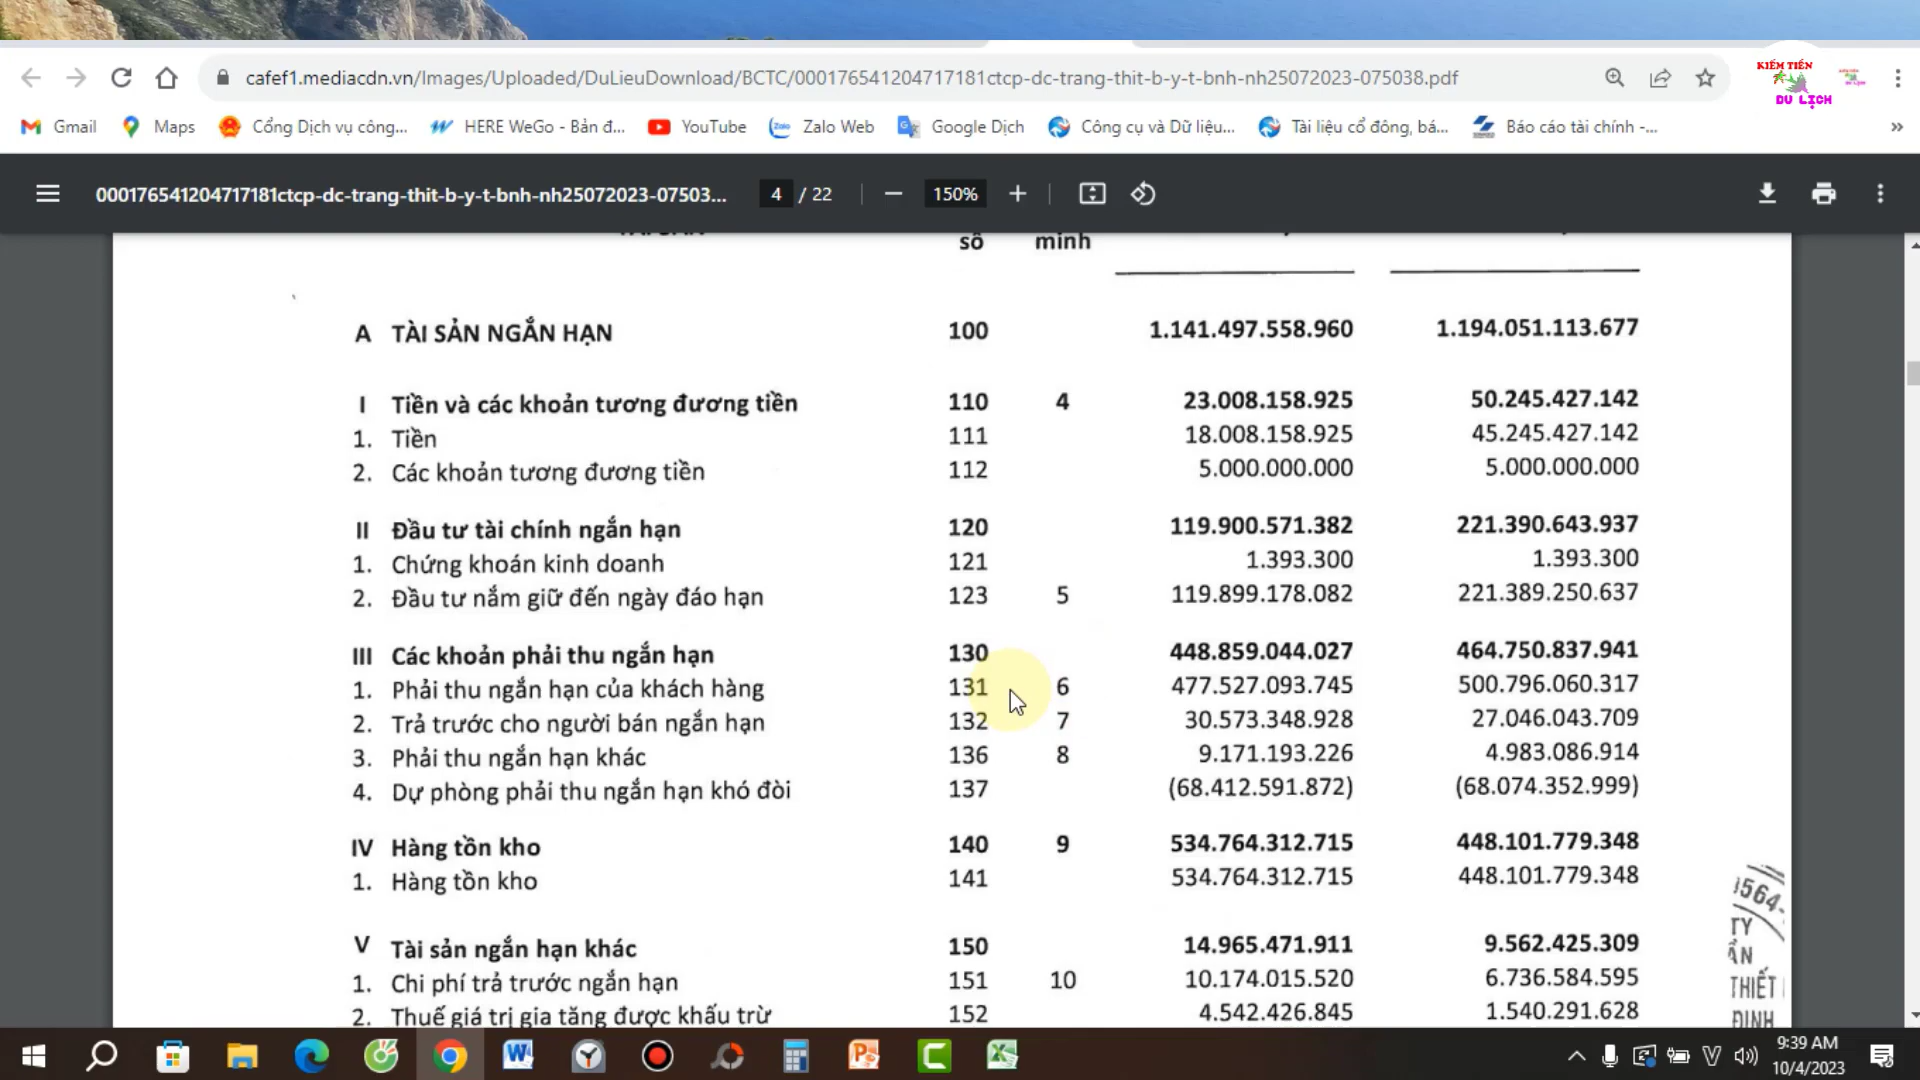 KIẾM TIỀN
DU LỊCH
cafef1.mediacdn.vn/Images/Uploaded/DuLieuDownload/BCTC/000176541204717181ctcp-dc-trang-thit-b-y-t-bnh-nh25072023-075038.pdf
Gmail Maps Cổng Dịch vụ công... HERE WeGo - Bản đ... YouTube Zalo Web Google Dịch Công cụ và Dữ liệu... Tài liệu cổ đông, bá... Báo cáo tài chính -...
000176541204717181ctcp-dc-trang-thit-b-y-t-bnh-nh25072023-07503... 4 / 22 150%
số minh
A TÀI SẢN NGẮN HẠN 100 1.141.497.558.960 1.194.051.113.677
I Tiền và các khoản tương đương tiền 110 4 23.008.158.925 50.245.427.142
1. Tiền 111 18.008.158.925 45.245.427.142
2. Các khoản tương đương tiền 112 5.000.000.000 5.000.000.000
II Đầu tư tài chính ngắn hạn 120 119.900.571.382 221.390.643.937
1. Chứng khoán kinh doanh 121 1.393.300 1.393.300
2. Đầu tư nắm giữ đến ngày đáo hạn 123 5 119.899.178.082 221.389.250.637
III Các khoản phải thu ngắn hạn 130 448.859.044.027 464.750.837.941
1. Phải thu ngắn hạn của khách hàng 131 6 477.527.093.745 500.796.060.317
2. Trả trước cho người bán ngắn hạn 132 7 30.573.348.928 27.046.043.709
3. Phải thu ngắn hạn khác 136 8 9.171.193.226 4.983.086.914
4. Dự phòng phải thu ngắn hạn khó đòi 137 (68.412.591.872) (68.074.352.999)
IV Hàng tồn kho 140 9 534.764.312.715 448.101.779.348
1. Hàng tồn kho 141 534.764.312.715 448.101.779.348
V Tài sản ngắn hạn khác 150 14.965.471.911 9.562.425.309
1. Chi phí trả trước ngắn hạn 151 10 10.174.015.520 6.736.584.595
2. Thuế giá trị gia tăng được khấu trừ 152 4.542.426.845 1.540.291.628
TY
THIẾT
9:39 AM
10/4/2023